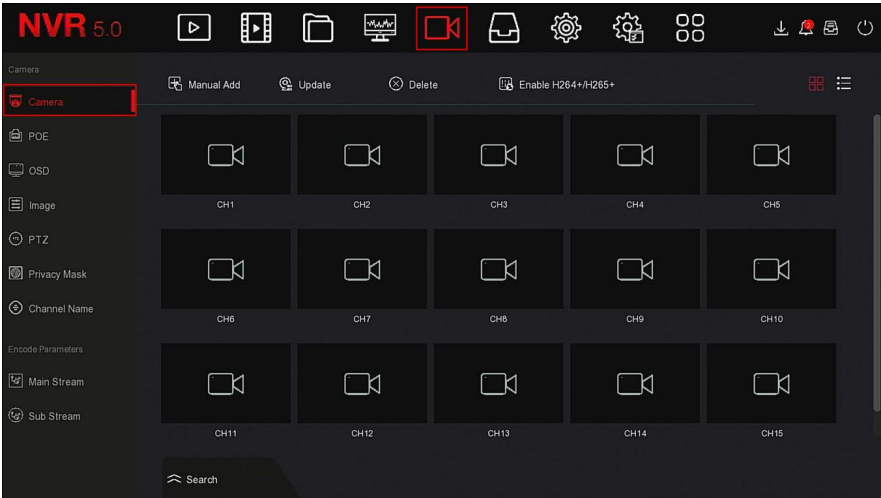 NVR 5.0
2
Camera
Manual Add Update Delete Enable H264+/H265+
Camera
POE
OSD
Image
PTZ
Privacy Mask
Channel Name
Encode Parameters
Main Stream
Sub Stream
CH1 CH2 CH3 CH4 CH5
CH6 CH7 CH8 CH9 CH10
CH11 CH12 CH13 CH14 CH15
Search